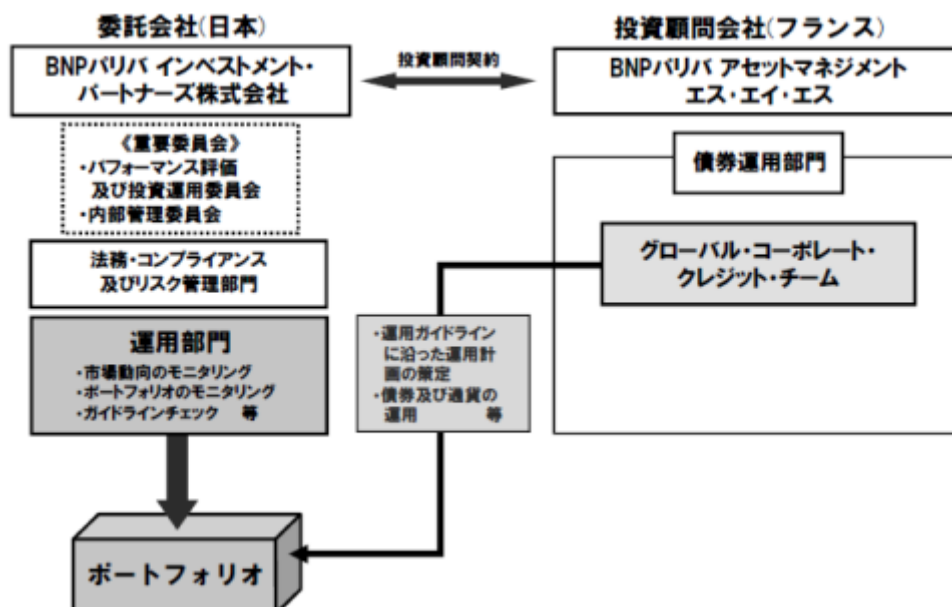 委託会社(日本)
BNPパリバ インベストメント・
パートナーズ株式会社
投資顧問契約
投資顧問会社(フランス)
BNPパリバ アセットマネジメント
エス・エイ・エス
《重要委員会》
・パフォーマンス評価
及び投資運用委員会
・内部管理委員会
法務・コンプライアンス
及びリスク管理部門
運用部門
・市場動向のモニタリング
・ポートフォリオのモニタリング
・ガイドラインチェック 等
債券運用部門
グローバル・コーポレート・
クレジット・チーム
・運用ガイドライン
に沿った運用計
画の策定
・債券及び通貨の
運用 等
ポートフォリオ